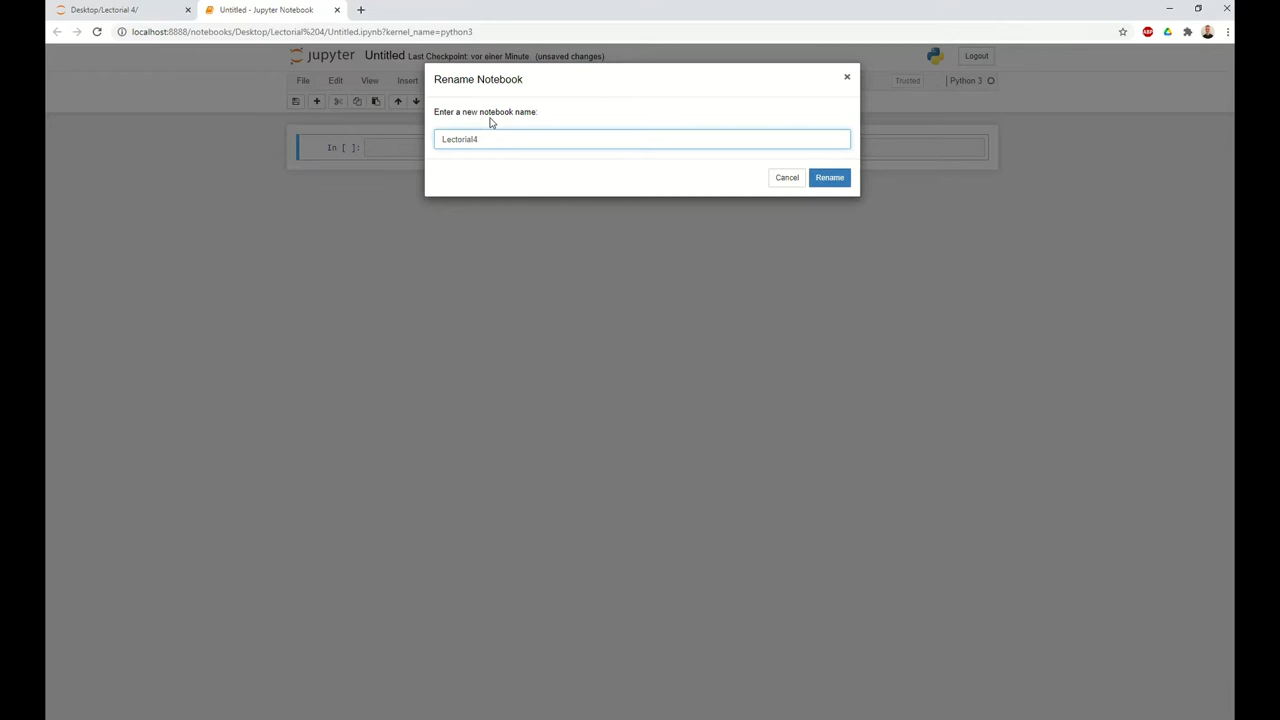 Desktop/Lectorial 4/
Untitled - Jupyter Notebook
localhost:8888/notebooks/Desktop/Lectorial%204/Untitled.ipynb?kernel_name=python3
ABP
jupyter Untitled Last Checkpoint: vor einer Minute (unsaved changes) Logout
File Edit View Insert Trusted Python 3
Rename Notebook
Enter a new notebook name:
Lectorial4
In [ ]:
Cancel Rename